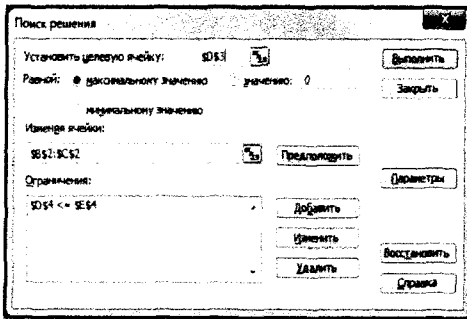 Поиск решения
Установить целевую ячейку: $D$3 Выполнить
Равной: максимальному значению значению: 0 Закрыть
минимальному значению
Изменяя ячейки:
$B$2:$C$2 Предположить
Ограничения: Параметры
$D$4 <= $E$4 Добавить
Изменить
Восстановить
Удалить
Справка